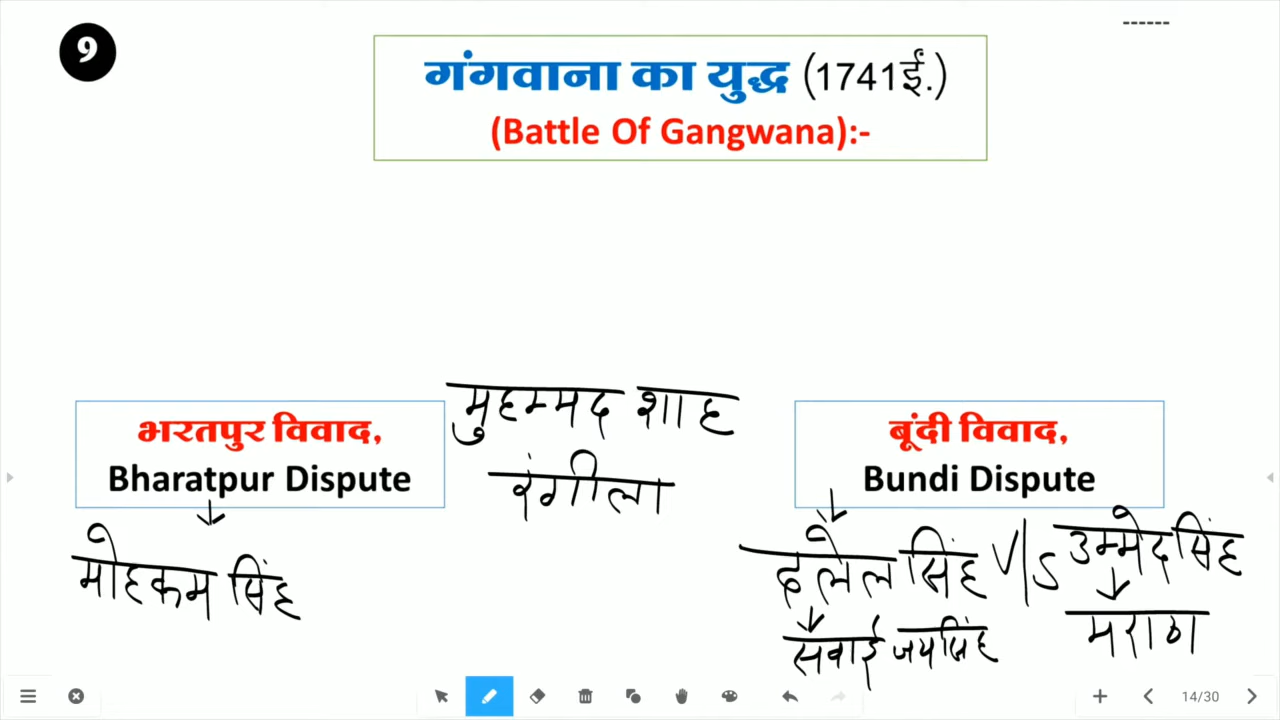 ------
9
गंगवाना का युद्ध (1741ई.)
(Battle Of Gangwana):-
मुहम्मद शाह
रंगीला
भरतपुर विवाद,
Bharatpur Dispute
मोहकम सिंह
बूंदी विवाद,
Bundi Dispute
दलेल सिंह V/S उम्मेदसिंह
सवाई जयसिंह
मराठा
14/30